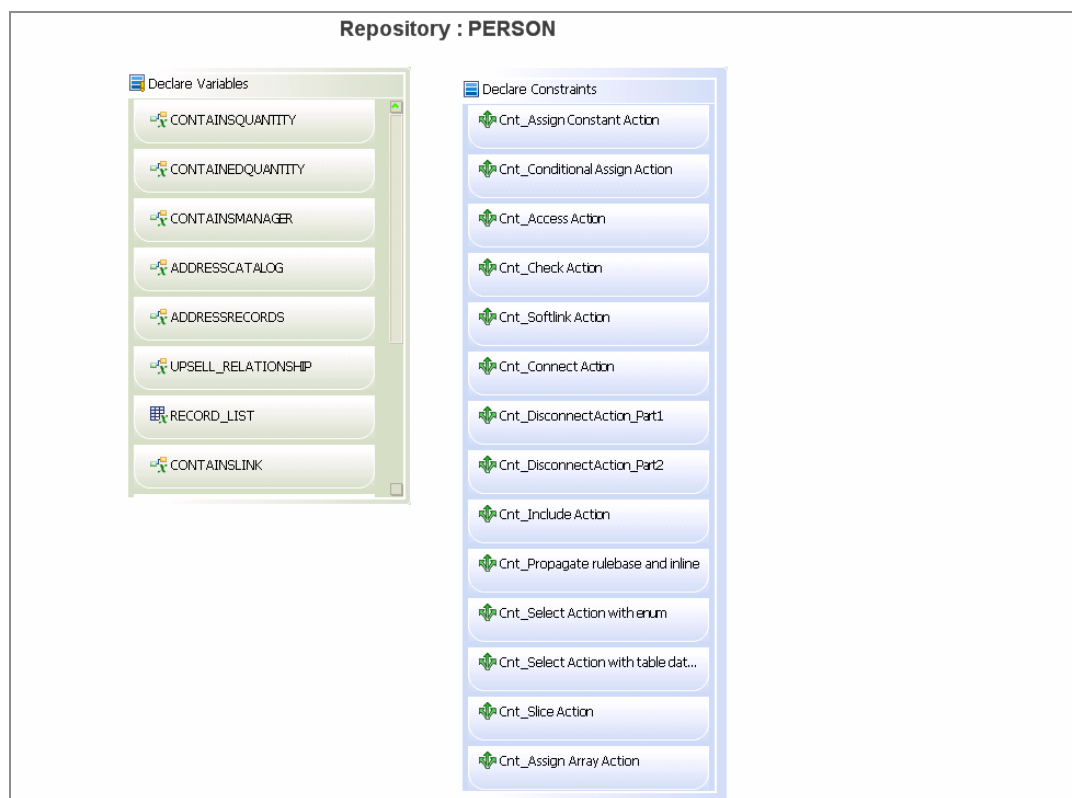 Repository : PERSON
Declare Variables
CONTAINSQUANTITY
CONTAINEDQUANTITY
CONTAINSMANAGER
ADDRESSCATALOG
ADDRESSRECORDS
UPSELL_RELATIONSHIP
RECORD_LIST
CONTAINSLINK
Declare Constraints
Cnt_Assign Constant Action
Cnt_Conditional Assign Action
Cnt_Access Action
Cnt_Check Action
Cnt_Softlink Action
Cnt_Connect Action
Cnt_DisconnectAction_Part1
Cnt_DisconnectAction_Part2
Cnt_Include Action
Cnt_Propagate rulebase and inline
Cnt_Select Action with enum
Cnt_Select Action with table dat...
Cnt_Slice Action
Cnt_Assign Array Action